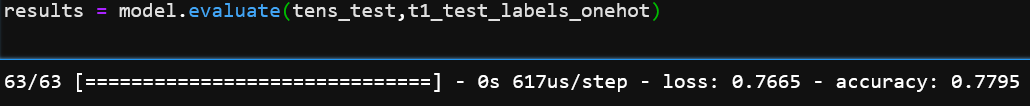 results = model.evaluate(tens_test,t1_test_labels_onehot)
63/63 [==============================] - 0s 617us/step - loss: 0.7665 - accuracy: 0.7795